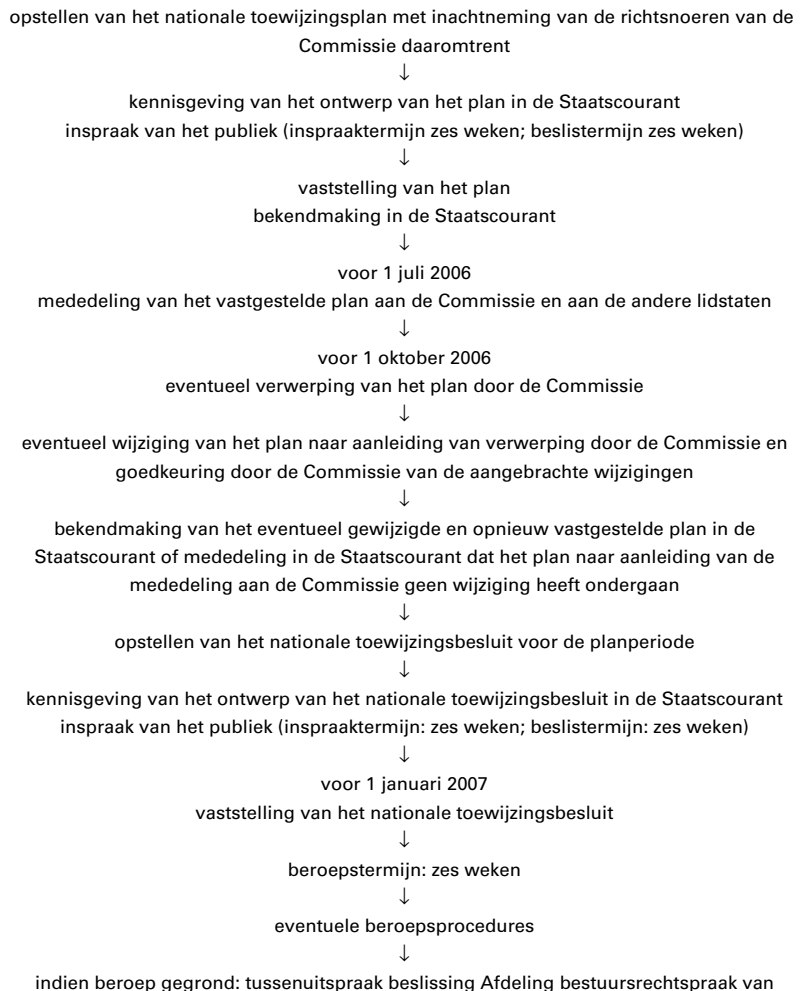 opstellen van het nationale toewijzingsplan met inachtneming van de richtsnoeren van de
Commissie daaromtrent
↓
kennisgeving van het ontwerp van het plan in de Staatscourant
inspraak van het publiek (inspraaktermijn zes weken; beslistermijn zes weken)
↓
vaststelling van het plan
bekendmaking in de Staatscourant
↓
voor 1 juli 2006
mededeling van het vastgestelde plan aan de Commissie en aan de andere lidstaten
↓
voor 1 oktober 2006
eventueel verwerping van het plan door de Commissie
↓
eventueel wijziging van het plan naar aanleiding van verwerping door de Commissie en
goedkeuring door de Commissie van de aangebrachte wijzigingen
↓
bekendmaking van het eventueel gewijzigde en opnieuw vastgestelde plan in de
Staatscourant of mededeling in de Staatscourant dat het plan naar aanleiding van de
mededeling aan de Commissie geen wijziging heeft ondergaan
↓
opstellen van het nationale toewijzingsbesluit voor de planperiode
↓
kennisgeving van het ontwerp van het nationale toewijzingsbesluit in de Staatscourant
inspraak van het publiek (inspraaktermijn: zes weken; beslistermijn: zes weken)
↓
voor 1 januari 2007
vaststelling van het nationale toewijzingsbesluit
↓
beroepstermijn: zes weken
↓
eventuele beroepsprocedures
↓
indien beroep gegrond: tussenuitspraak beslissing Afdeling bestuursrechtspraak van